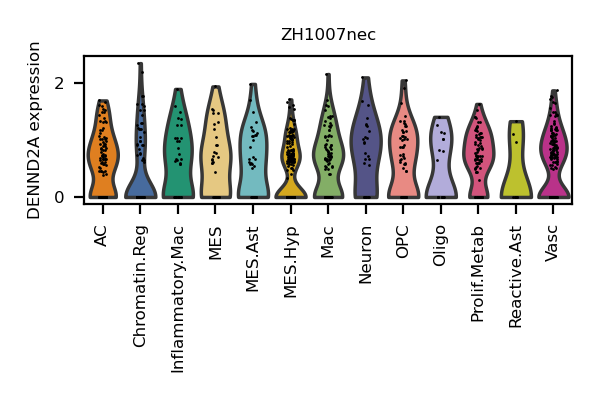 ZH1007nec
DENND2A expression
2
0
AC
Chromatin.Reg
Inflammatory.Mac
MES
MES.Ast
MES.Hyp
Mac
Neuron
OPC
Oligo
Prolif.Metab
Reactive.Ast
Vasc